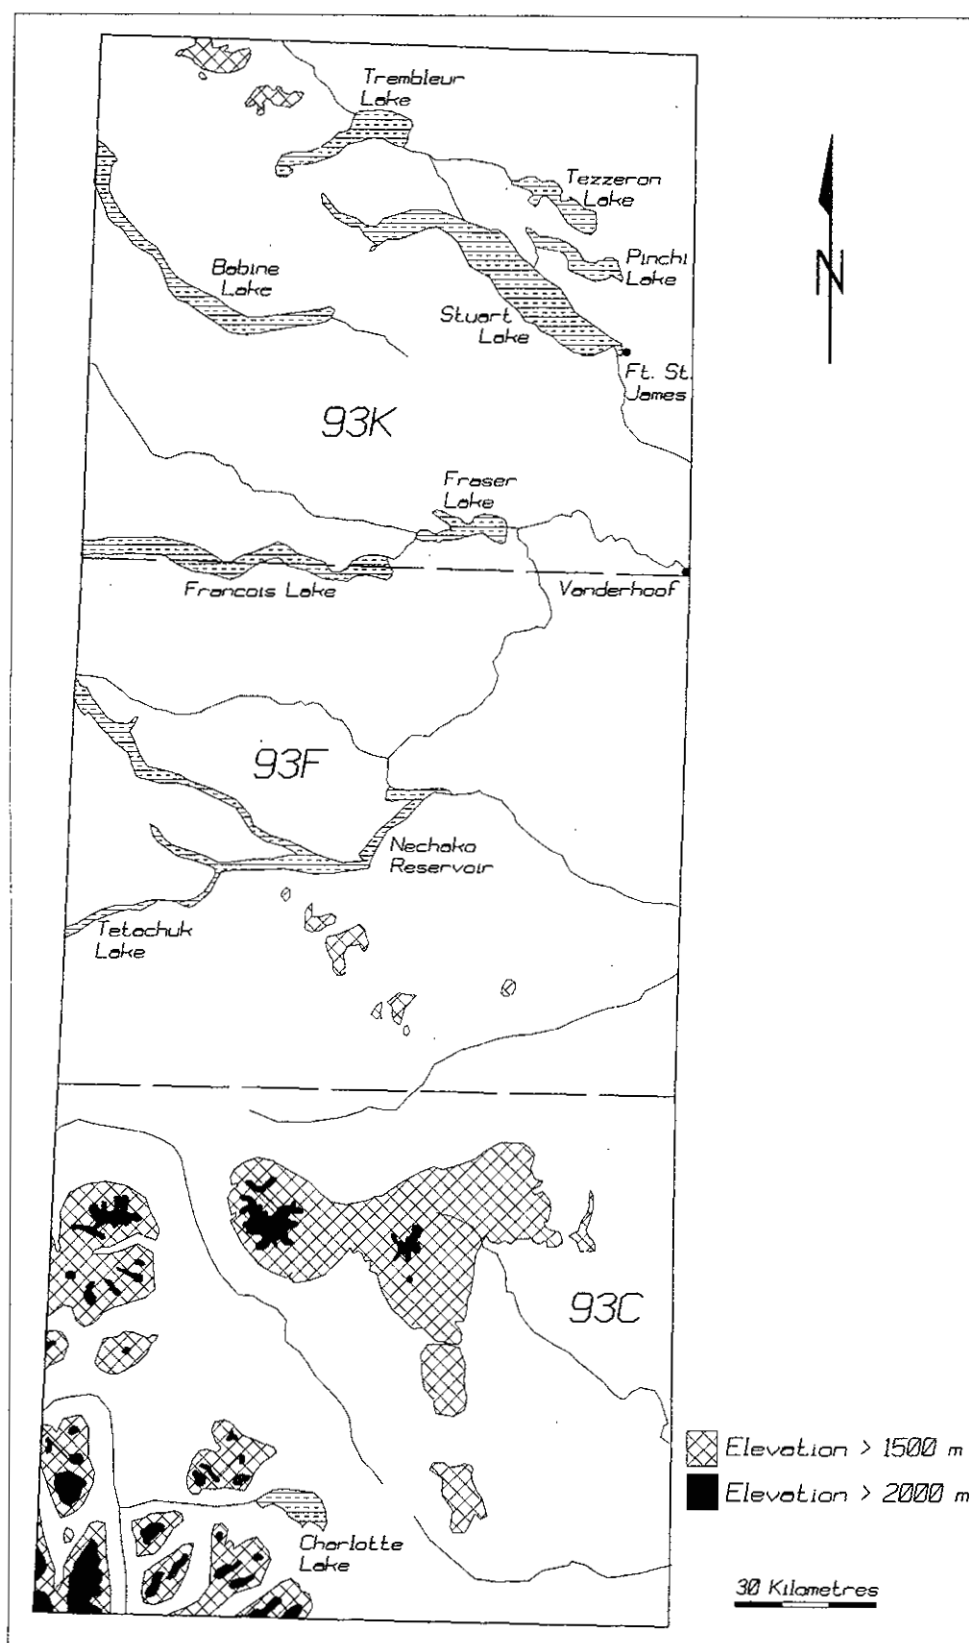 Trembleur
Lake
Tezzeron
Lake
Pinchi
Lake
Babine
Lake
Stuart
Lake
Ft. St.
James
N
93K
Fraser
Lake
Francois Lake
Vanderhoof
93F
Nechako
Reservoir
Tetachuk
Lake
93C
Elevation > 1500 m
Elevation > 2000 m
Charlotte
Lake
30 Kilometres